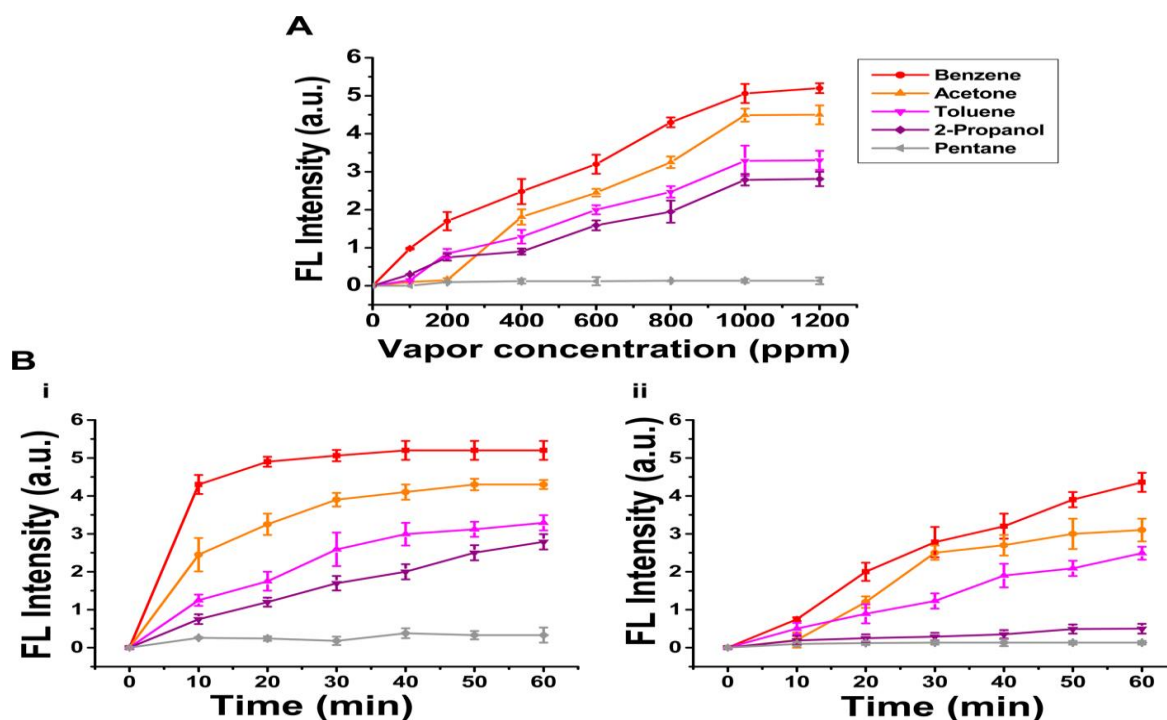 A
FL Intensity (a.u.)
6
5
4
3
2
1
0
0 200 400 600 800 1000 1200
Vapor concentration (ppm)
Benzene
Acetone
Toluene
2-Propanol
Pentane
B
i
FL Intensity (a.u.)
6
5
4
3
2
1
0
0 10 20 30 40 50 60
Time (min)
ii
FL Intensity (a.u.)
6
5
4
3
2
1
0
0 10 20 30 40 50 60
Time (min)